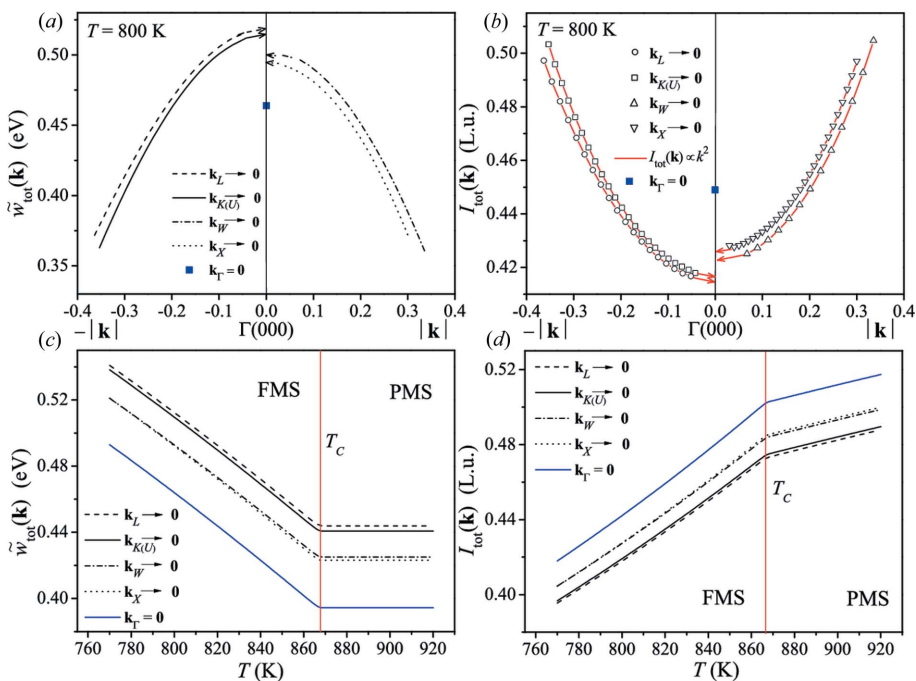 (a)
T = 800 K
w̃tot(k) (eV)
0.50
0.45
0.40
0.35
kL → 0
kK(U) → 0
kW → 0
kX → 0
kΓ = 0
-0.4 -0.3 -0.2 -0.1 0.0 0.1 0.2 0.3 0.4
−|k| Γ(000) |k|
(b)
T = 800 K
Itot(k) (L.u.)
0.50
0.48
0.46
0.44
0.42
kL → 0
kK(U) → 0
kW → 0
kX → 0
Itot(k) ∝ k²
kΓ = 0
-0.4 -0.3 -0.2 -0.1 0.0 0.1 0.2 0.3 0.4
−|k| Γ(000) |k|
(c)
FMS PMS
TC
w̃tot(k) (eV)
0.52
0.48
0.44
0.40
kL → 0
kK(U) → 0
kW → 0
kX → 0
kΓ = 0
760 780 800 820 840 860 880 900 920
T (K)
(d)
Itot(k) (L.u.)
0.52
0.48
0.44
0.40
kL → 0
kK(U) → 0
kW → 0
kX → 0
kΓ = 0
TC
FMS PMS
760 780 800 820 840 860 880 900 920
T (K)